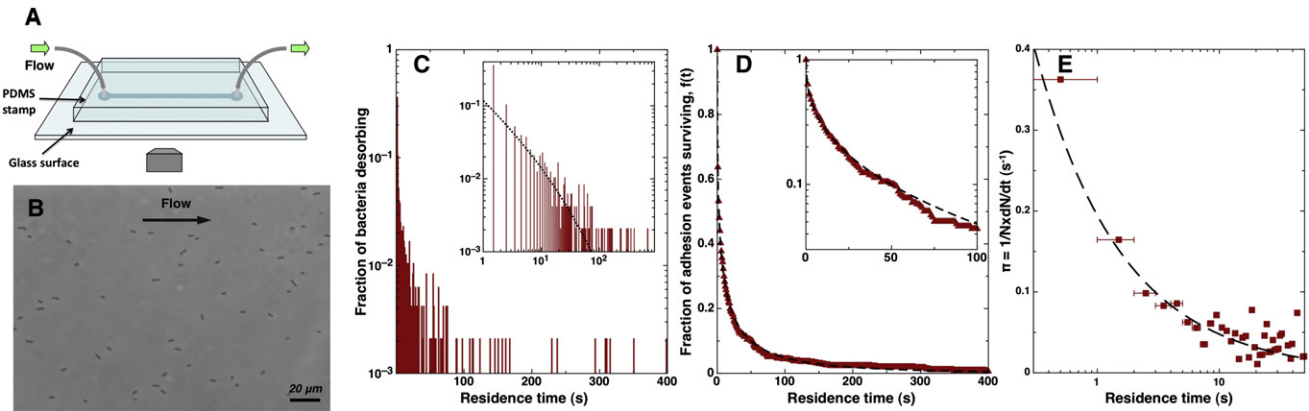 A
Flow
PDMS
stamp
Glass surface
B
Flow
20 µm
C
Fraction of bacteria desorbing
1
10⁻¹
10⁻²
10⁻³
0
100
200
300
400
Residence time (s)
10⁻¹
10⁻²
10⁻³
1
10¹
10²
D
Fraction of adhesion events surviving, f(t)
1
0.8
0.6
0.4
0.2
0
0
100
200
300
400
Residence time (s)
1
0.1
0
50
100
E
π = 1/NxdN/dt (s⁻¹)
0.4
0.3
0.2
0.1
0
1
10
Residence time (s)